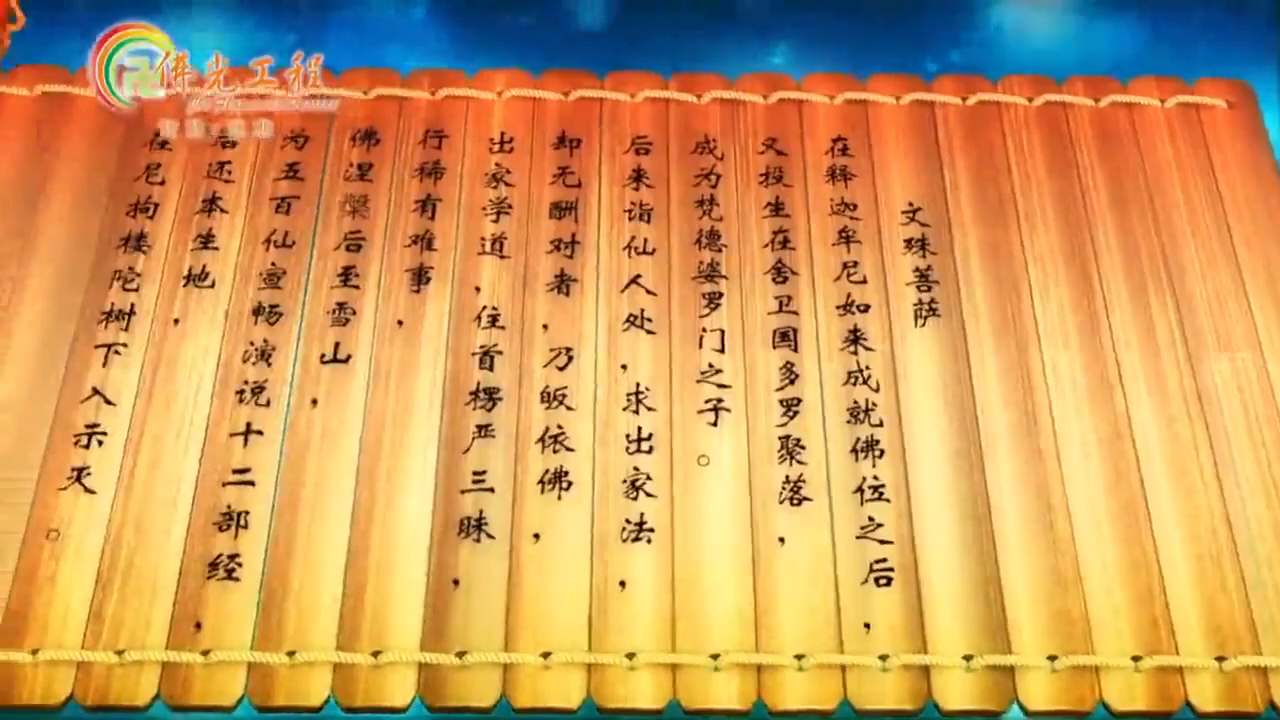 佛光工程
文殊菩萨
在释迦牟尼如来成就佛位之后，
又投生在舍卫国多罗聚落，
成为梵德婆罗门之子。
后来诣仙人处，求出家法，
却无酬对者，乃皈依佛，
出家学道，住首楞严三昧，
行稀有难事，
佛涅槃后至雪山，
为五百仙宣畅演说十二部经，
后还本生地，
在尼拘楼陀树下入示灭。